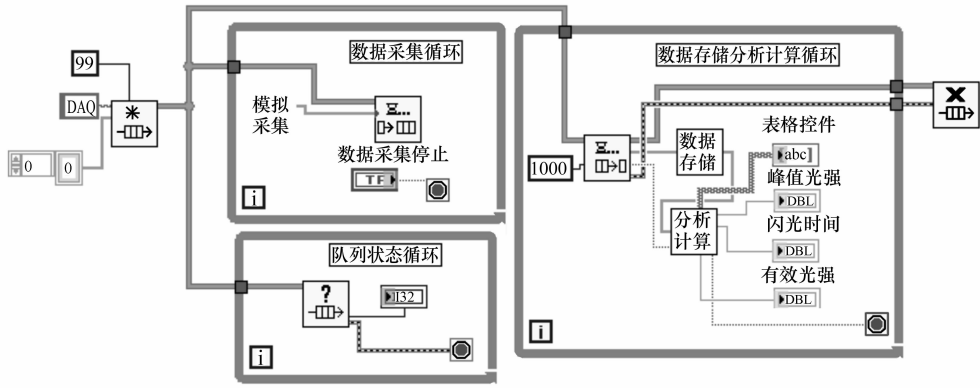 99
DAQ
0
0
数据采集循环
模拟
采集
数据采集停止
TF
i
队列状态循环
?
I32
i
数据存储分析计算循环
1000
数据
存储
表格控件
abc
峰值光强
DBL
分析
计算
闪光时间
DBL
有效光强
DBL
i